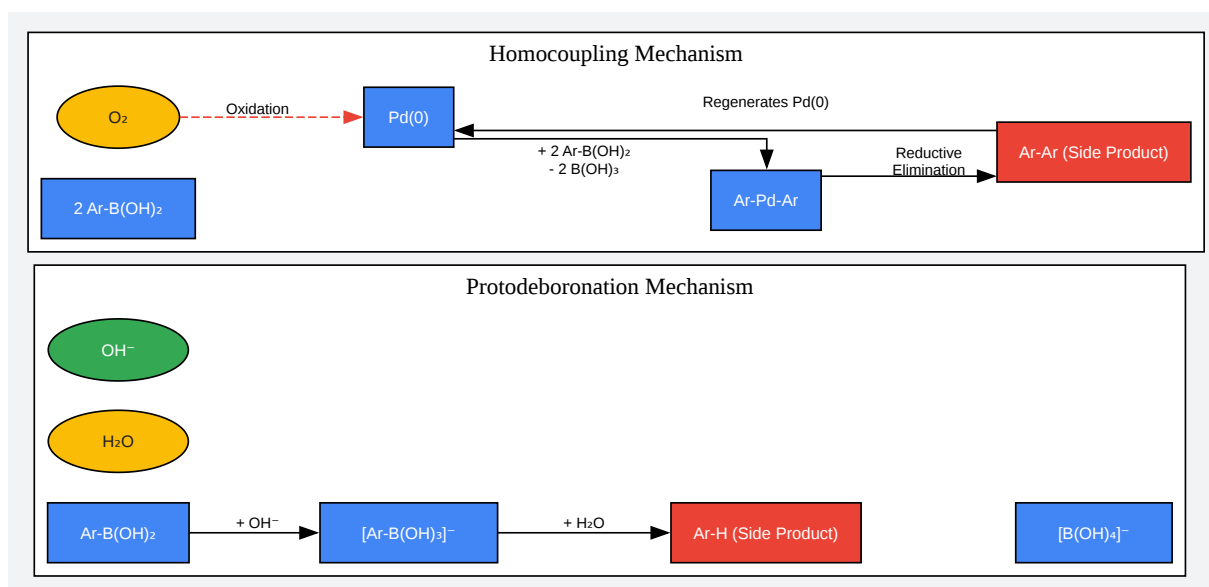 Homocoupling Mechanism
O₂
Oxidation
Pd(0)
Regenerates Pd(0)
+ 2 Ar-B(OH)₂
- 2 B(OH)₃
Reductive
Elimination
Ar-Ar (Side Product)
2 Ar-B(OH)₂
Ar-Pd-Ar
Protodeboronation Mechanism
OH⁻
H₂O
Ar-B(OH)₂
+ OH⁻
[Ar-B(OH)₃]⁻
+ H₂O
Ar-H (Side Product)
[B(OH)₄]⁻